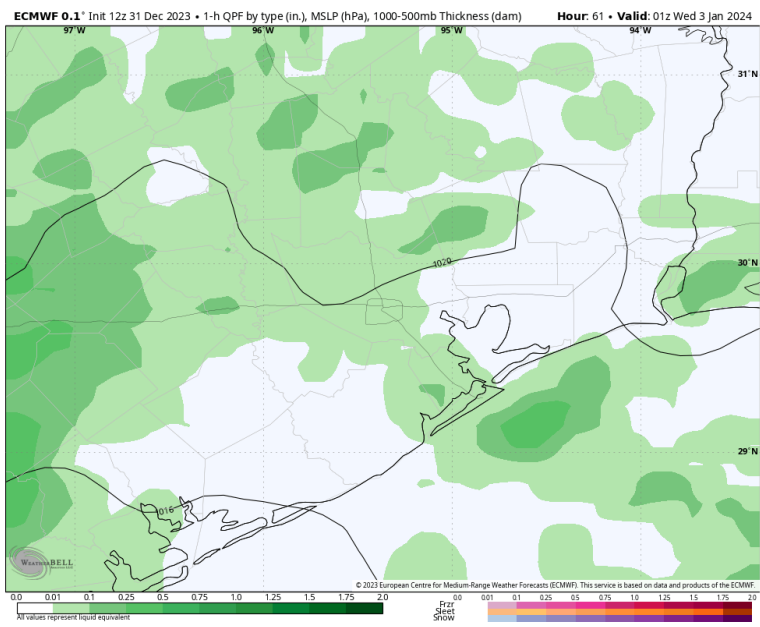 ECMWF 0.1° Init 12z 31 Dec 2023 • 1-h QPF by type (in.), MSLP (hPa), 1000-500mb Thickness (dam) Hour: 61 • Valid: 01z Wed 3 Jan 2024
97°W 96°W 95°W 94°W
31°N
1020
30°N
29°N
1016
WEATHERBELL
© 2023 European Centre for Medium-Range Weather Forecasts (ECMWF). This service is based on data and products of the ECMWF.
0.0 0.01 0.1 0.25 0.5 0.75 1.0 1.25 1.5 1.75 2.0
All values represent liquid equivalent
0.0 0.01 0.1 0.25 0.5 0.75 1.0 1.25 1.5 1.75 2.0
Frzr
Sleet
Snow